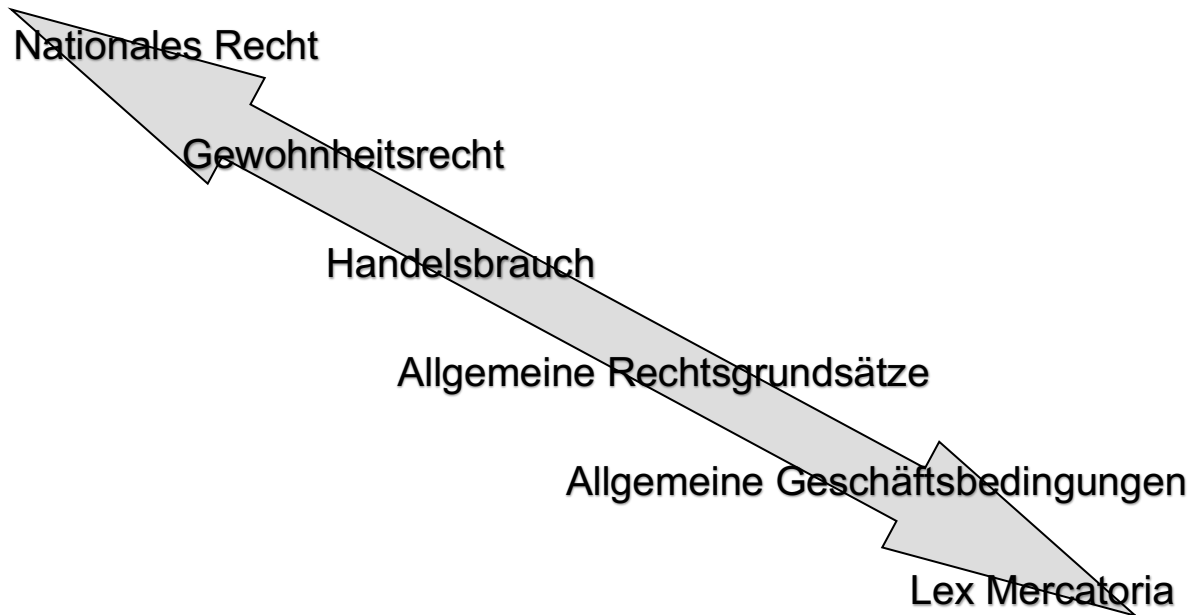 Nationales Recht
Gewohnheitsrecht
Handelsbrauch
Allgemeine Rechtsgrundsätze
Allgemeine Geschäftsbedingungen
Lex Mercatoria